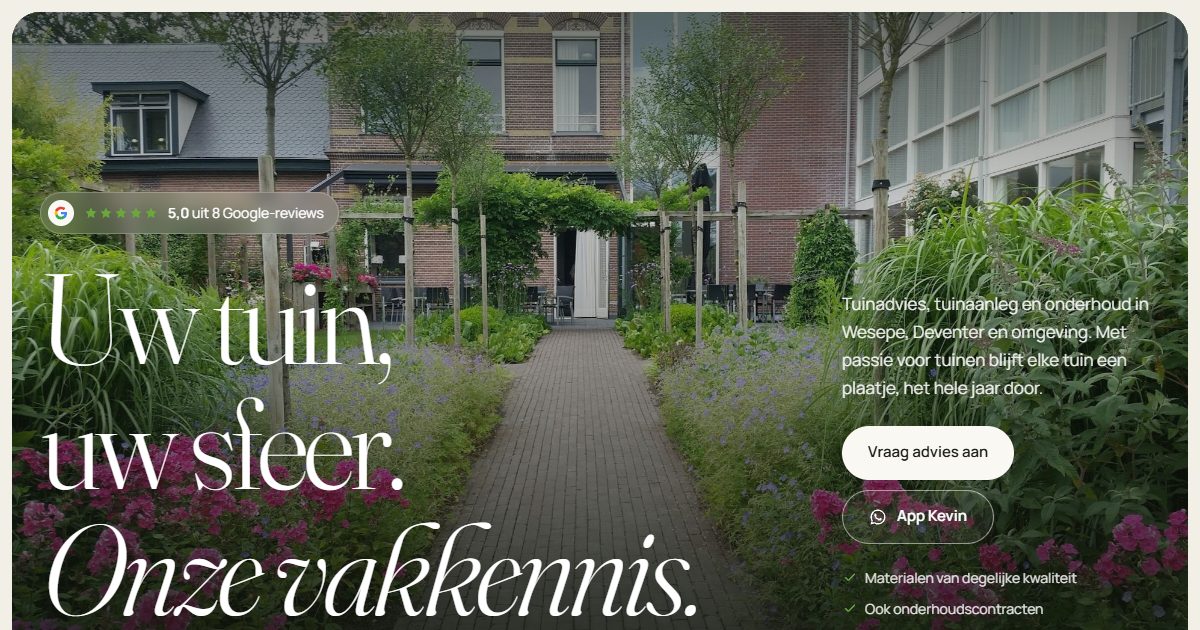 5,0 uit 8 Google-reviews
Uw tuin,
uw sfeer.
Onze vakkennis.
Tuinadvies, tuinaanleg en onderhoud in
Wesepe, Deventer en omgeving. Met
passie voor tuinen blijft elke tuin een
plaatje, het hele jaar door.
Vraag advies aan
App Kevin
Materialen van degelijke kwaliteit
Ook onderhoudscontracten